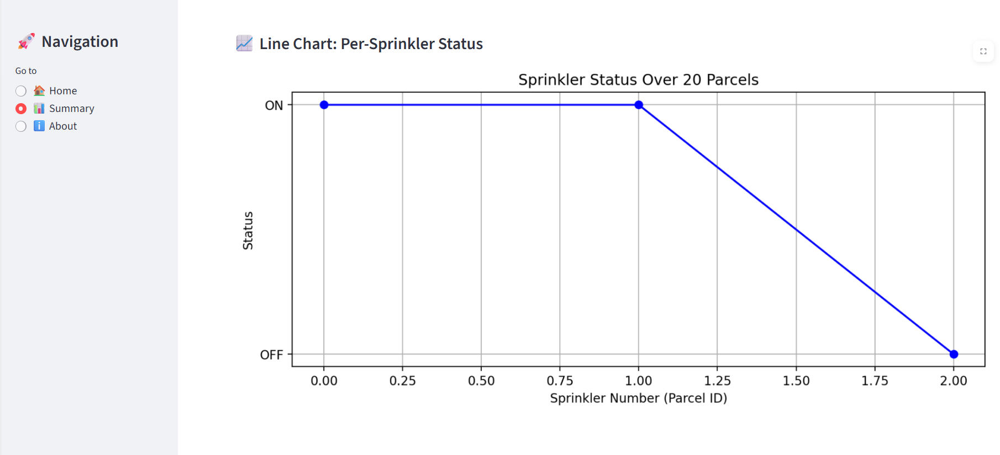 Navigation
Go to
Home
Summary
About
Line Chart: Per-Sprinkler Status
Sprinkler Status Over 20 Parcels
ON
Status
OFF
0.00 0.25 0.50 0.75 1.00 1.25 1.50 1.75 2.00
Sprinkler Number (Parcel ID)